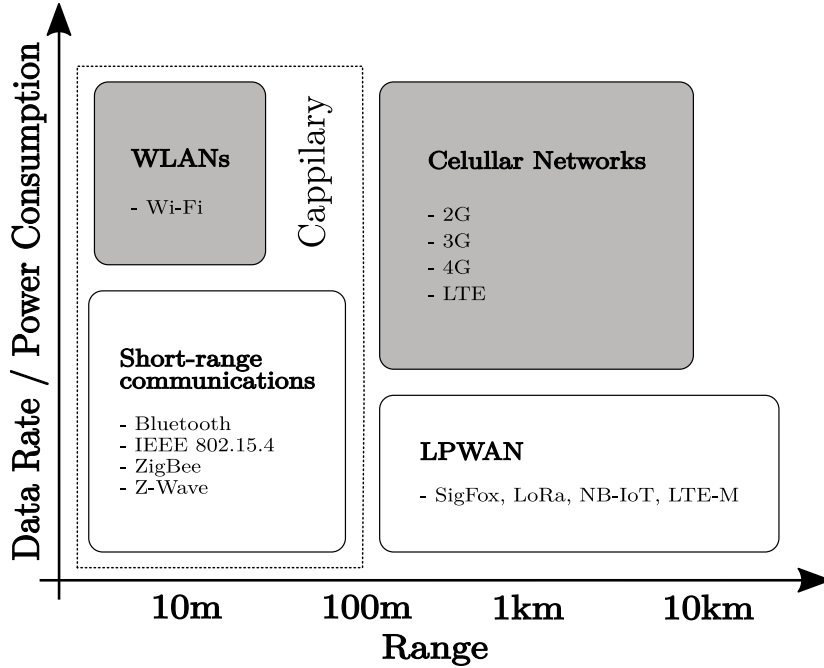 Data Rate / Power Consumption
WLANs
- Wi-Fi
Cappilary
Celullar Networks
- 2G
- 3G
- 4G
- LTE
Short-range
communications
- Bluetooth
- IEEE 802.15.4
- ZigBee
- Z-Wave
LPWAN
- SigFox, LoRa, NB-IoT, LTE-M
10m 100m 1km 10km
Range